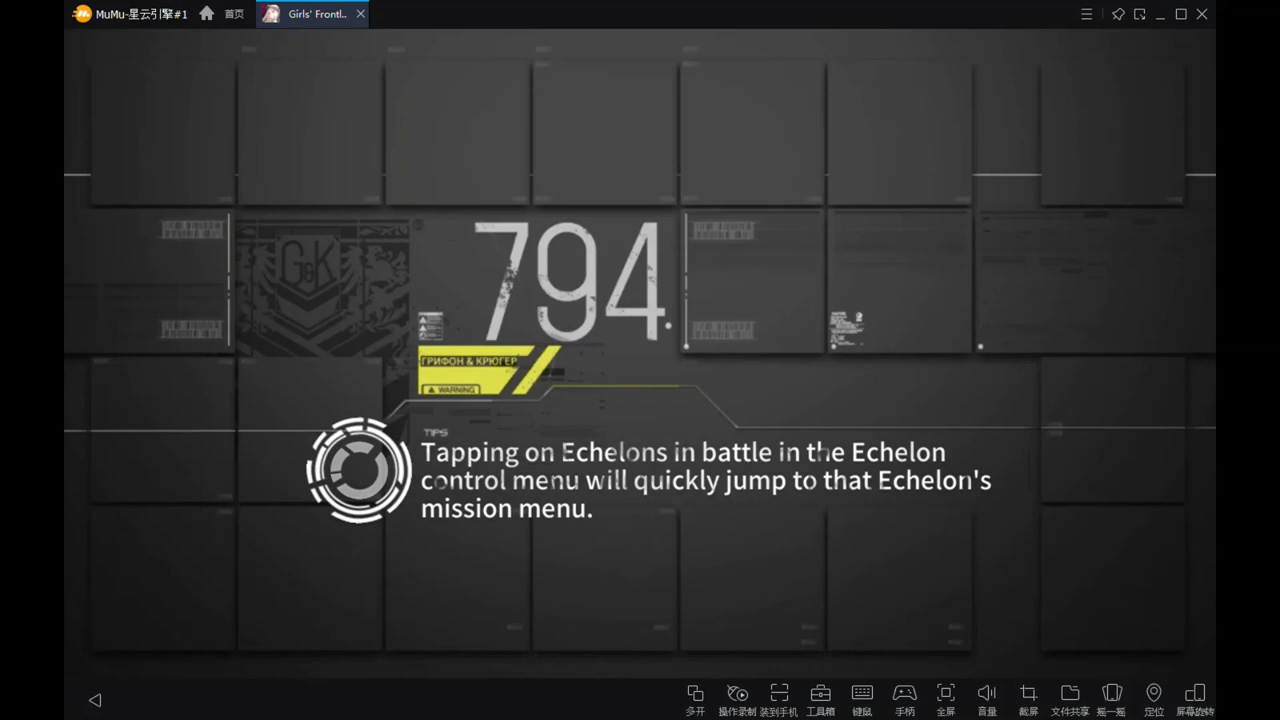 MuMu-星云引擎#1
首页
Girls' Frontl..
G&K
794.
ГРИФОН & КРЮГЕР
WARNING
TIPS
Tapping on Echelons in battle in the Echelon
control menu will quickly jump to that Echelon's
mission menu.
多开
操作录制
装到手机
工具箱
键鼠
手柄
全屏
音量
截屏
文件共享
摇一摇
定位
屏幕旋转